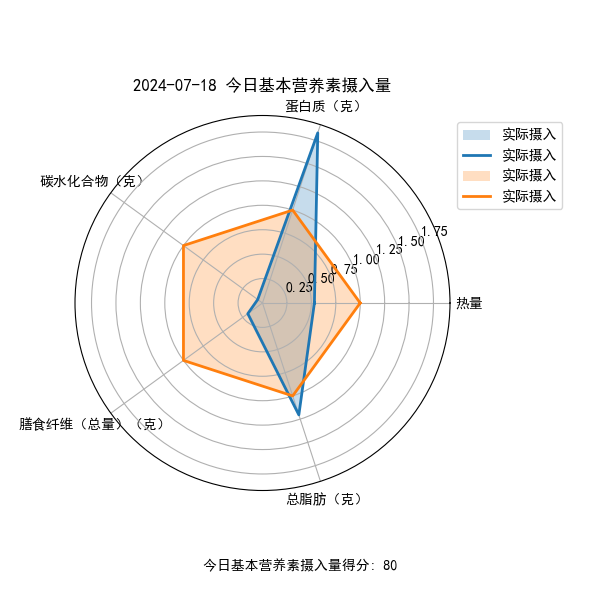 2024-07-18 今日基本营养素摄入量
蛋白质（克）
实际摄入
实际摄入
实际摄入
实际摄入
碳水化合物（克）
1.75
1.50
1.25
1.00
0.75
0.50
0.25
热量
膳食纤维（总量）（克）
总脂肪（克）
今日基本营养素摄入量得分: 80